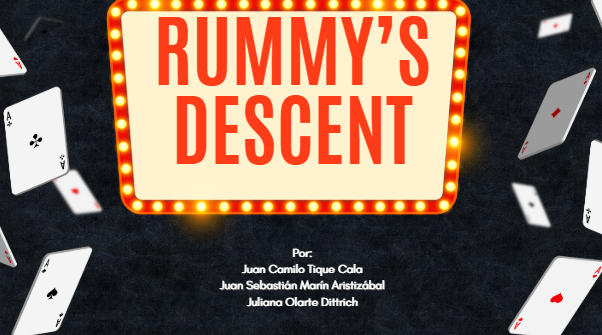 RUMMY’S
DESCENT
Por:
Juan Camilo Tique Cala
Juan Sebastián Marín Aristizábal
Juliana Olarte Dittrich